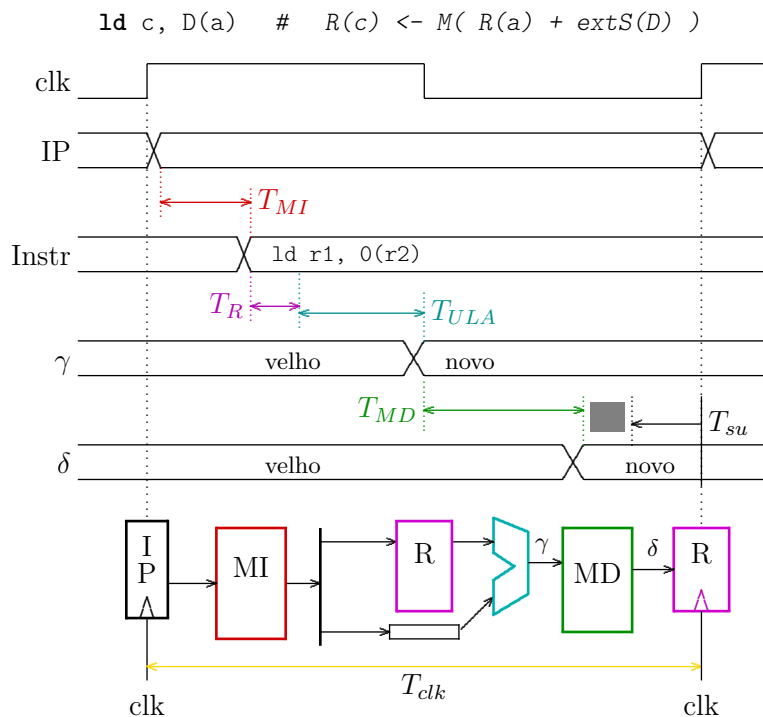 ld c, D(a)   #   R(c) <- M( R(a) + extS(D) )
clk
IP
T_MI
Instr
ld r1, 0(r2)
T_R
T_ULA
γ
velho
novo
T_MD
T_su
δ
velho
novo
I
P
MI
R
γ
MD
δ
R
T_clk
clk
clk